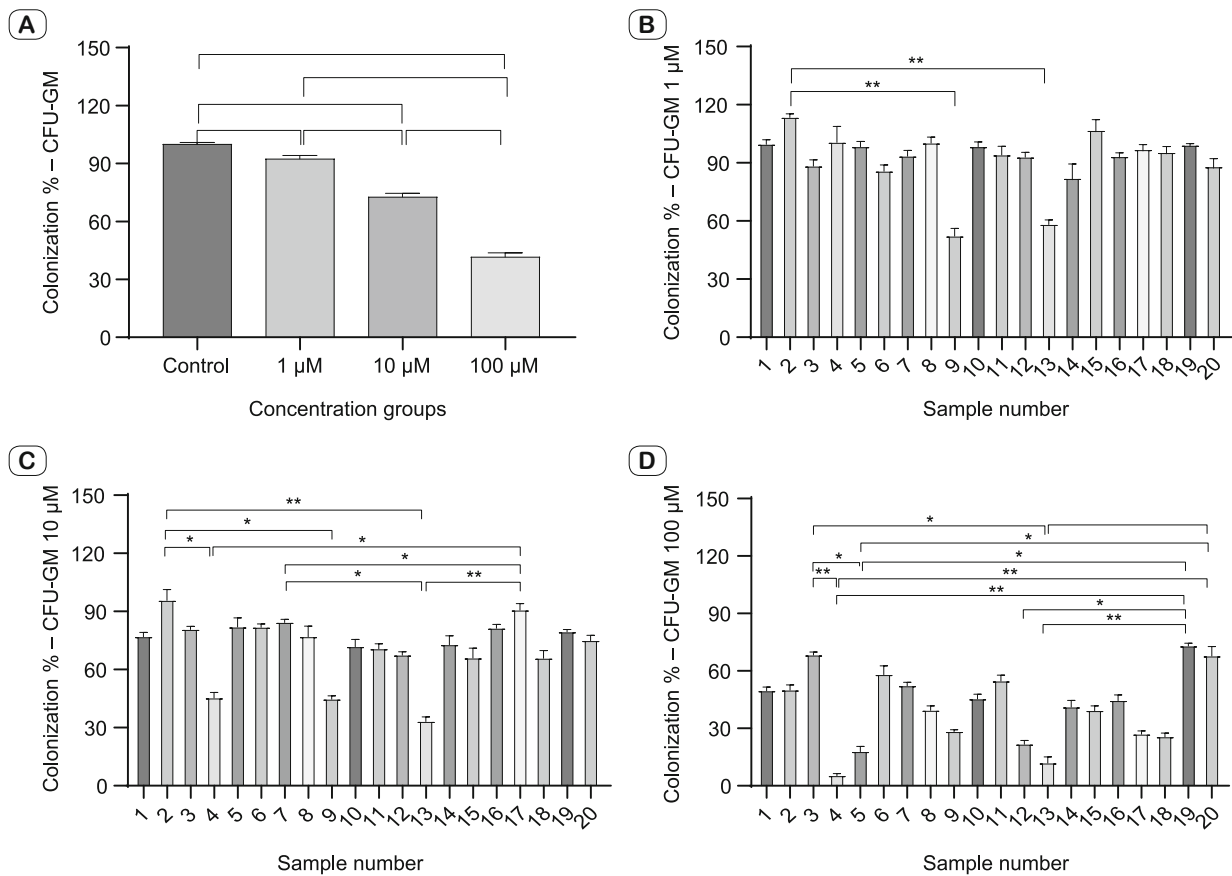 A
Colonization % – CFU-GM
150
120
90
60
30
0
Control 1 µM 10 µM 100 µM
Concentration groups
B
Colonization % – CFU-GM 1 µM
150
120
90
60
30
0
**
**
1 2 3 4 5 6 7 8 9 10 11 12 13 14 15 16 17 18 19 20
Sample number
C
Colonization % – CFU-GM 10 µM
150
120
90
60
30
0
**
*
* *
*
* **
1 2 3 4 5 6 7 8 9 10 11 12 13 14 15 16 17 18 19 20
Sample number
D
Colonization % – CFU-GM 100 µM
150
120
90
60
30
0
*
*
* *
** **
**
*
**
1 2 3 4 5 6 7 8 9 10 11 12 13 14 15 16 17 18 19 20
Sample number